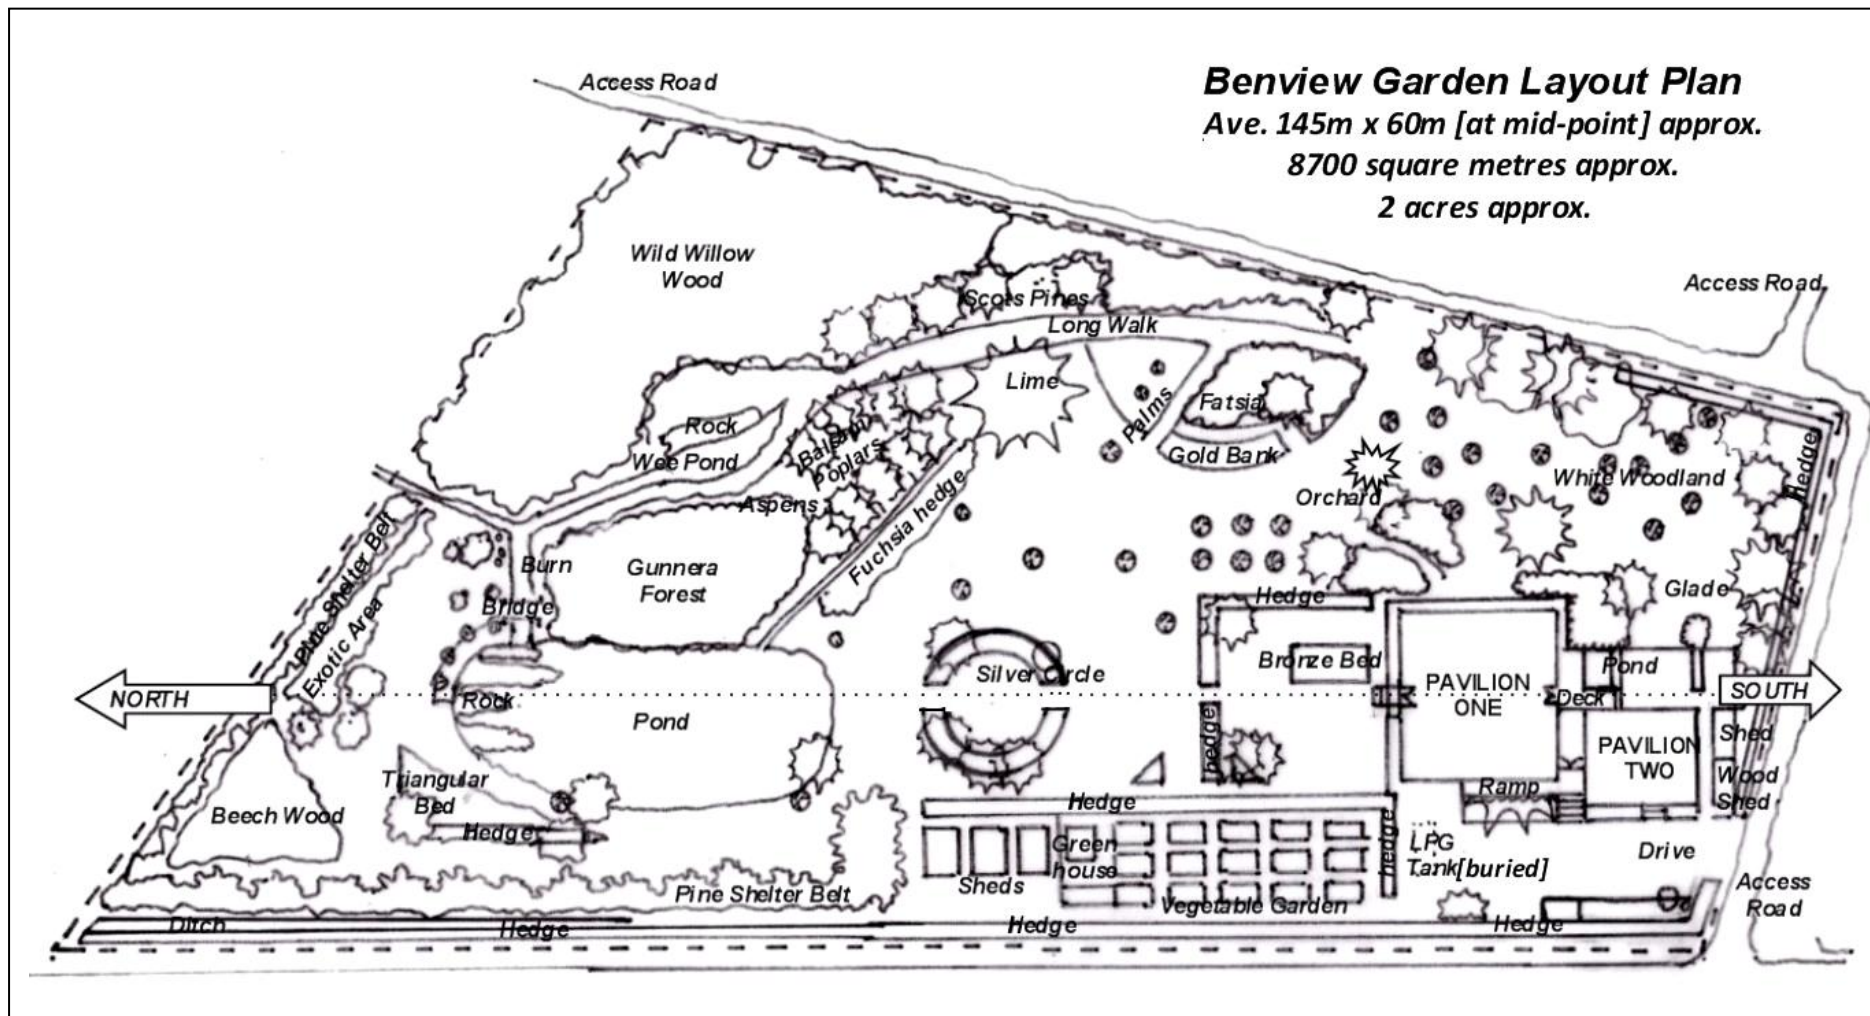 Access Road
Benview Garden Layout Plan
Ave. 145m x 60m [at mid-point] approx.
8700 square metres approx.
2 acres approx.
Wild Willow
Wood
Access Road
Scots Pines
Long Walk
Lime
Palms
Fatsia
Gold Bank
Rock
Wee Pond
Balsam
Poplars
Aspens
Fuchsia hedge
Orchard
White Woodland
Hedge
Pine Shelter Belt
Exotic Area
Burn
Bridge
Gunnera
Forest
Hedge
Glade
Silver Circle
Bronze Bed
PAVILION
ONE
Pond
Deck
NORTH
SOUTH
Rock
Pond
hedge
PAVILION
TWO
Shed
Wood
Shed
Ramp
Triangular
Bed
Beech Wood
Hedge
Hedge
Green
house
Sheds
hedge
LPG
Tank[buried]
Drive
Pine Shelter Belt
Vegetable Garden
Access
Road
Ditch
Hedge
Hedge
Hedge